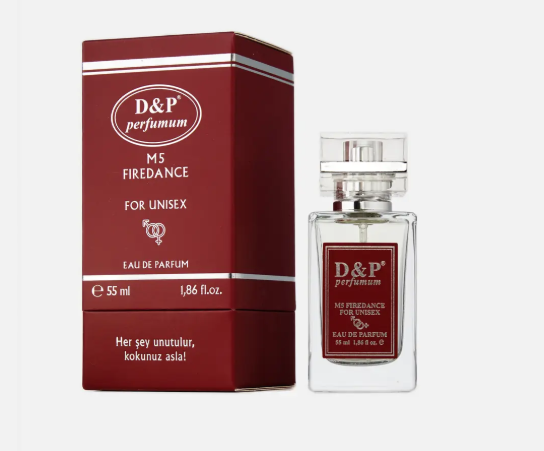 D&P®
perfumum
M5
FIREDANCE
FOR UNISEX
EAU DE PARFUM
℮ 55 ml 1,86 fl.oz.
Her şey unutulur,
kokunuz asla!
D&P®
perfumum
M5 FIREDANCE
FOR UNISEX
EAU DE PARFUM
55 ml 1,86 fl oz. ℮